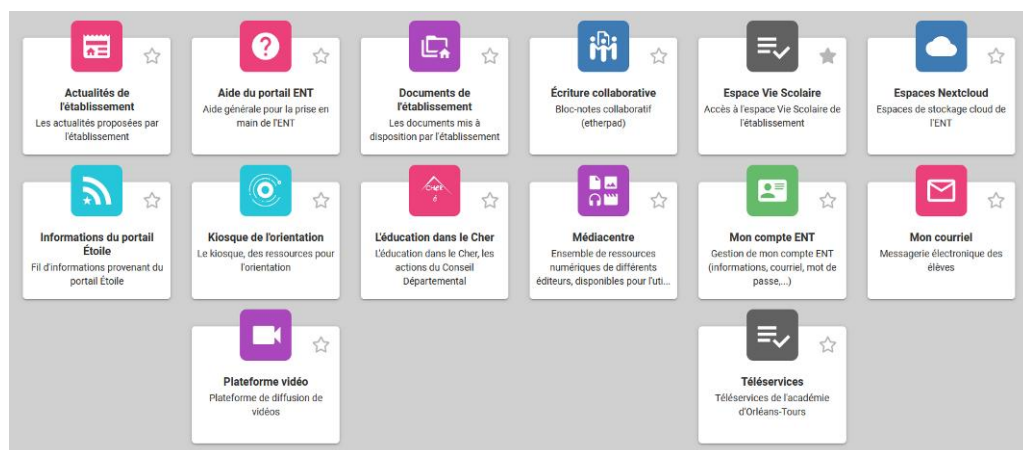 Actualités de
l'établissement
Les actualités proposées par
l'établissement
Aide du portail ENT
Aide générale pour la prise en
main de l'ENT
Documents de
l'établissement
Les documents mis à
disposition par l'établissement
Écriture collaborative
Bloc-notes collaboratif
(etherpad)
Espace Vie Scolaire
Accès à l'espace Vie Scolaire de
l'établissement
Espaces Nextcloud
Espaces de stockage cloud de
l'ENT
Informations du portail
Étoile
Fil d'informations provenant du
portail Étoile
Kiosque de l'orientation
Le kiosque, des ressources pour
l'orientation
CHER
L'éducation dans le Cher
L'éducation dans le Cher, les
actions du Conseil
Départemental
Médiacentre
Ensemble de ressources
numériques de différents
éditeurs, disponibles pour l'uti...
Mon compte ENT
Gestion de mon compte ENT
(informations, courriel, mot de
passe,...)
Mon courriel
Messagerie électronique des
élèves
Plateforme vidéo
Plateforme de diffusion de
vidéos
Téléservices
Téléservices de l'académie
d'Orléans-Tours